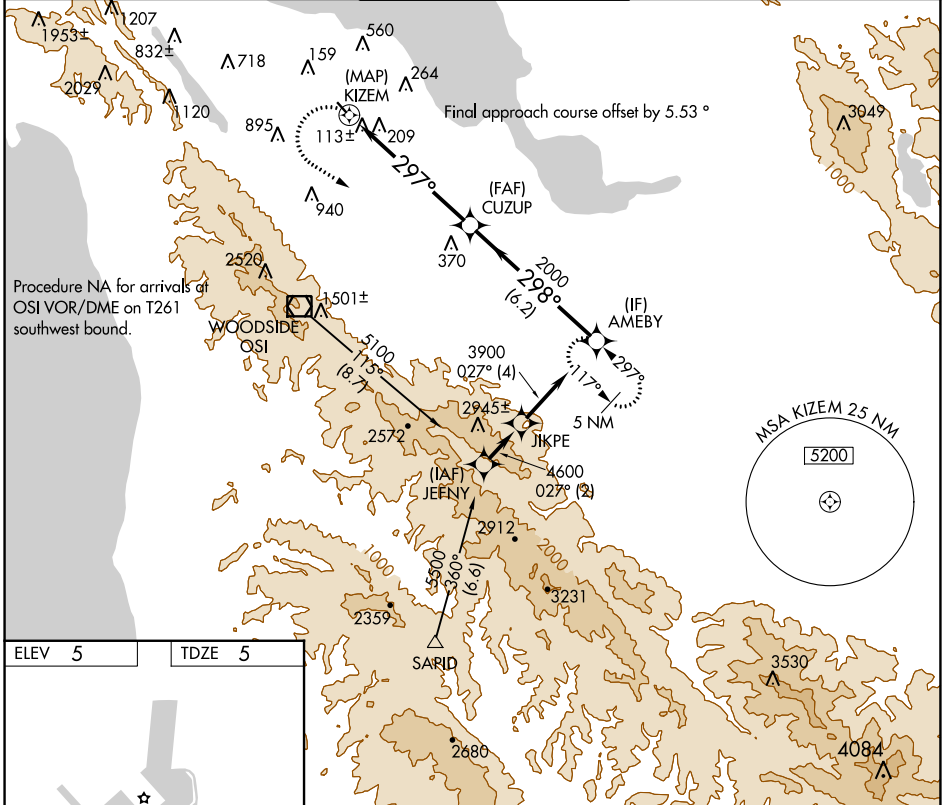 1953±
1207
832±
2029
1120
718
159
560
264
895
(MAP)
KIZEM
113±
209
940
Final approach course offset by 5.53 °
3049
1000
297°
(FAF)
CUZUP
370
2000
298°
(6.2)
(IF)
AMEBY
297°
117°
5 NM
Procedure NA for arrivals at
OSI VOR/DME on T261
southwest bound.
2520
1501±
WOODSIDE
OSI
5100
115°
(8.7)
3900
027° (4)
2945±
JIKPE
2572
(IAF)
JEFNY
4600
027° (2)
MSA KIZEM 25 NM
5200
2912
2000
3231
1000
2359
5500
360°
(6.6)
SAPID
2680
3530
4084
ELEV 5
TDZE 5